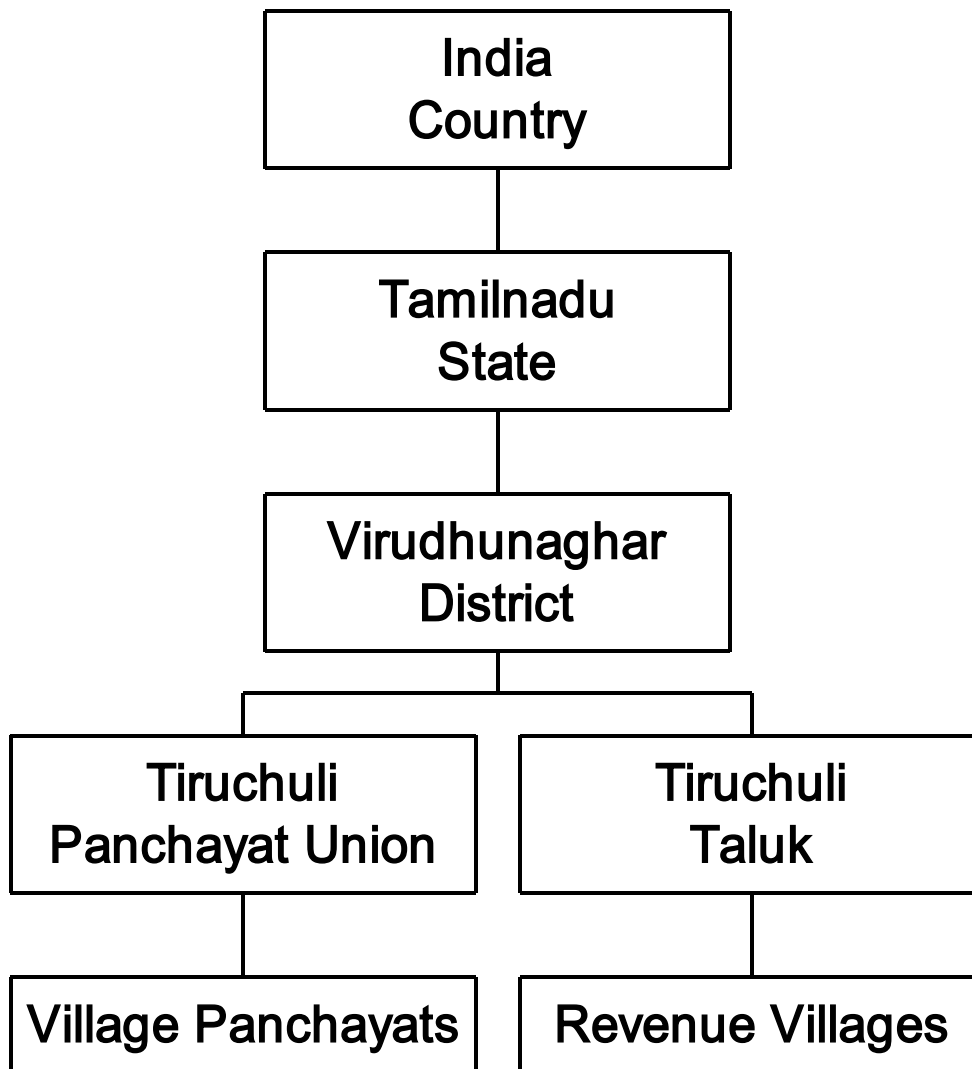 India
Country
Tamilnadu
State
Virudhunaghar
District
Tiruchuli
Panchayat Union
Tiruchuli
Taluk
Village Panchayats
Revenue Villages